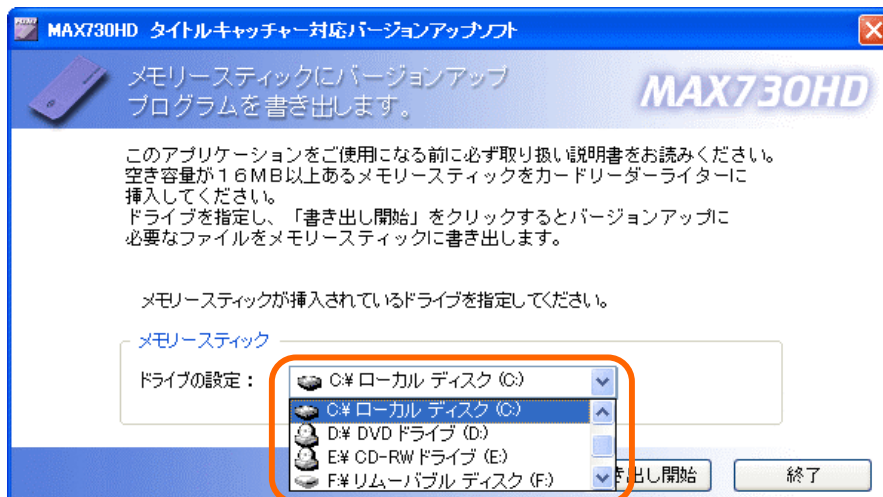 MAX730HD タイトルキャッチャー対応バージョンアップソフト
メモリースティックにバージョンアップ
プログラムを書き出します。
MAX730HD
このアプリケーションをご使用になる前に必ず取り扱い説明書をお読みください。
空き容量が16MB以上あるメモリースティックをカードリーダーライターに
挿入してください。
ドライブを指定し、「書き出し開始」をクリックするとバージョンアップに
必要なファイルをメモリースティックに書き出します。
メモリースティックが挿入されているドライブを指定してください。
メモリースティック
ドライブの設定:
C:¥ ローカル ディスク (C:)
C:¥ ローカル ディスク (C:)
D:¥ DVD ドライブ (D:)
E:¥ CD-RW ドライブ (E:)
F:¥ リムーバブル ディスク (F:)
き出し開始
終了